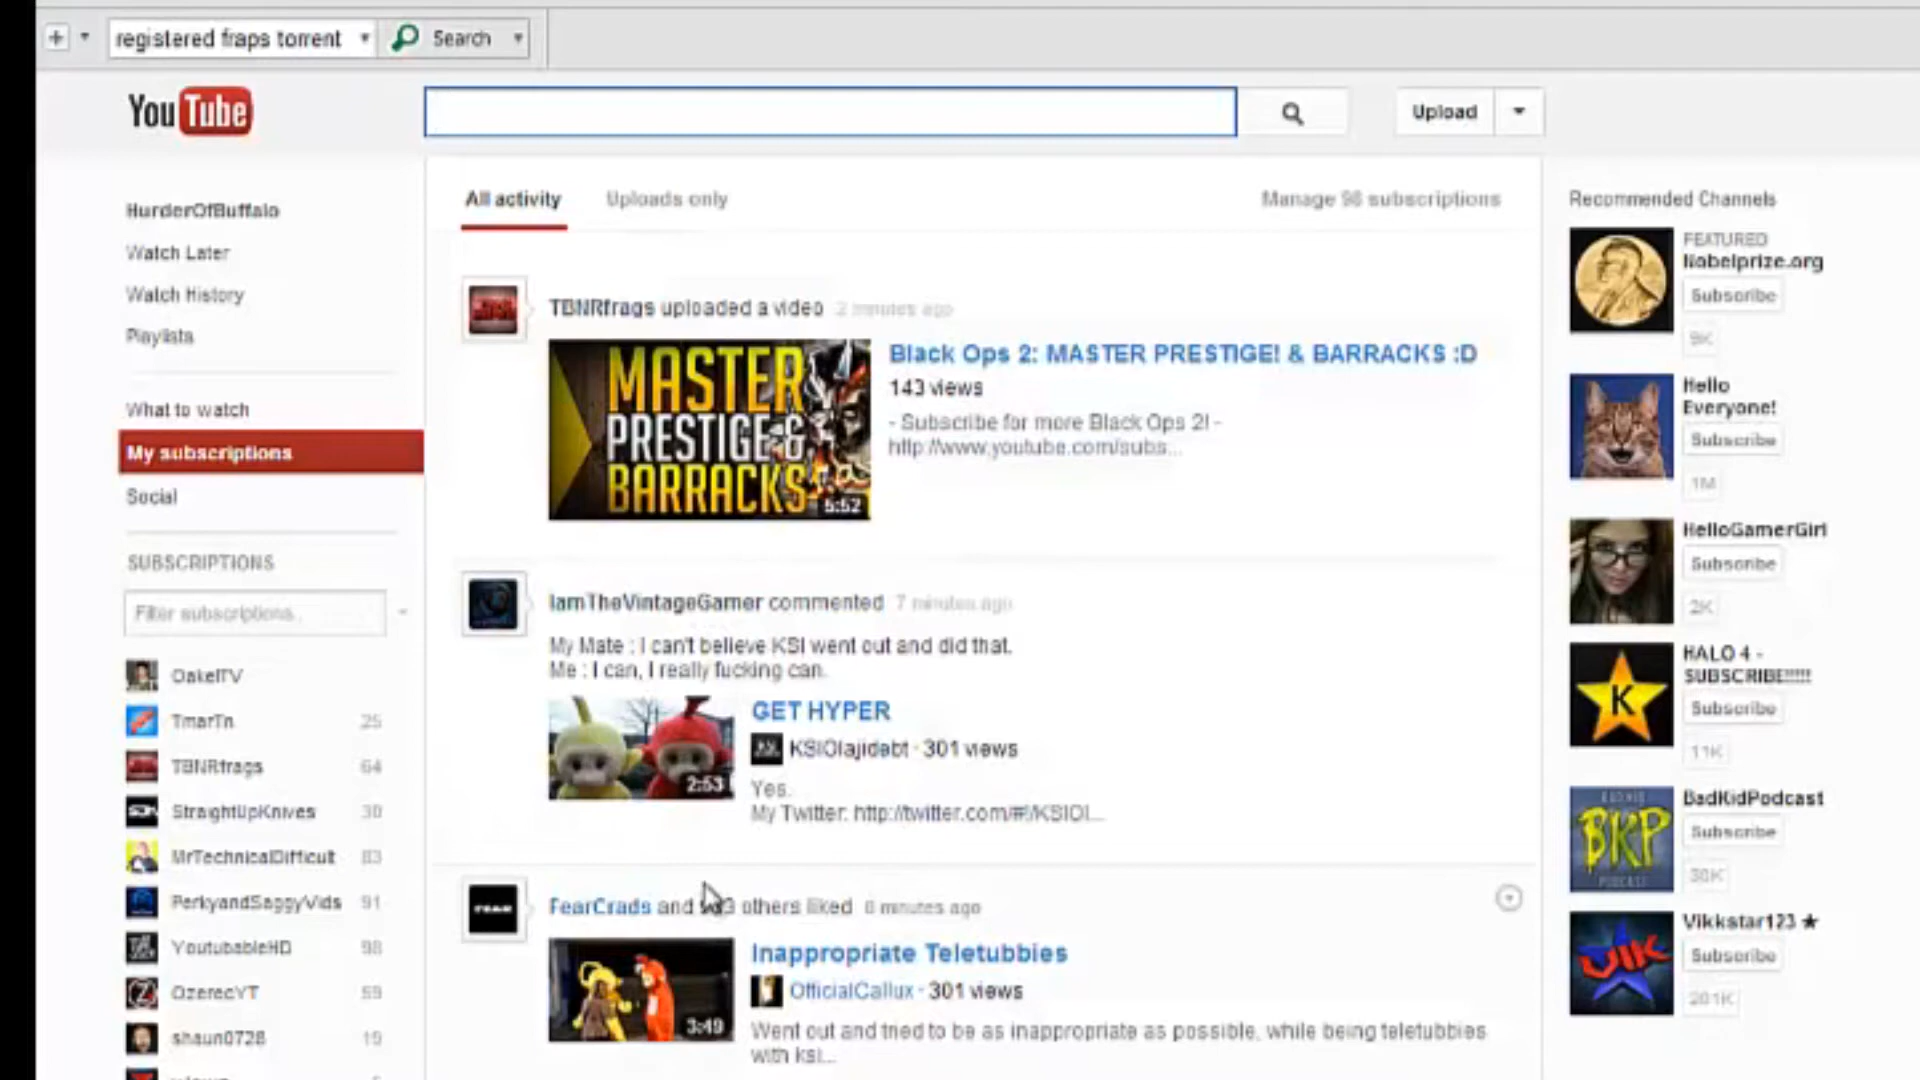 registered fraps torrent
Search
YouTube
Upload
HurderOfBuffalo
Watch Later
Watch History
Playlists
What to watch
My subscriptions
Social
SUBSCRIPTIONS
Filter subscriptions..
OakelTV
TmarTn 25
TBNRfrags 64
StraightUpKnives 30
MrTechnicalDifficult 83
PerkyandSaggyVids 91
YoutubableHD 98
OzerecYT 59
shaun0728 19
All activity
Uploads only
Manage 98 subscriptions
TBNRfrags uploaded a video 2 minutes ago
MASTER
PRESTIGE &
BARRACKS
5:52
Black Ops 2: MASTER PRESTIGE! & BARRACKS :D
143 views
- Subscribe for more Black Ops 2! -
http://www.youtube.com/subs...
IamTheVintageGamer commented 7 minutes ago
My Mate : I can't believe KSI went out and did that.
Me : I can, I really fucking can.
2:53
GET HYPER
KSIOlajidebt · 301 views
Yes.
My Twitter: http://twitter.com/#!/KSIOl...
FearCrads and others liked minutes ago
FEAR
3:49
Inappropriate Teletubbies
OfficialCallux · 301 views
Went out and tried to be as inappropriate as possible, while being teletubbies
with ksi...
Recommended Channels
FEATURED
Nobelprize.org
Subscribe
9K
Hello
Everyone!
Subscribe
1M
HelloGamerGirl
Subscribe
2K
K
HALO 4 -
SUBSCRIBE!!!!!
Subscribe
11K
BKP
PODCAST
BadKidPodcast
Subscribe
30K
VIK
Vikkstar123 ★
Subscribe
201K